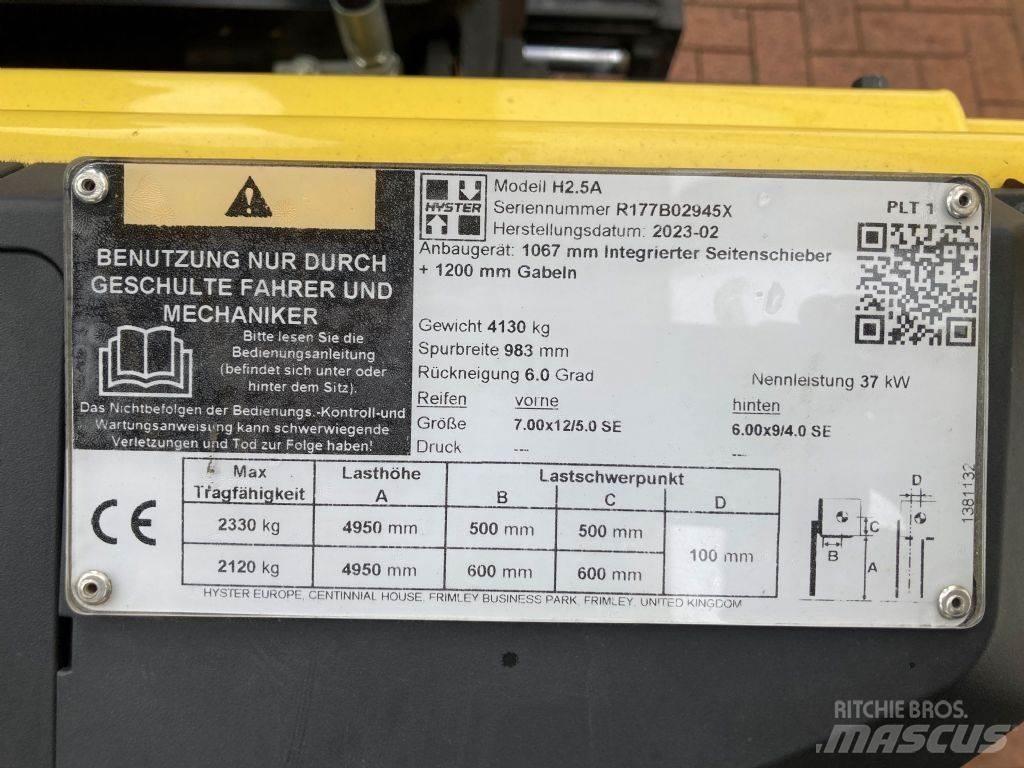 BENUTZUNG NUR DURCH
GESCHULTE FAHRER UND
MECHANIKER
Bitte lesen Sie die
Bedienungsanleitung
(befindet sich unter oder
hinter dem Sitz).
Das Nichtbefolgen der Bedienungs.-Kontroll-und
Wartungsanweisung kann schwerwiegende
Verletzungen und Tod zur Folge haben!
HYSTER
Modell H2.5A
Seriennummer R177B02945X
Herstellungsdatum: 2023-02
PLT 1
Anbaugerät: 1067 mm Integrierter Seitenschieber
+ 1200 mm Gabeln
Gewicht 4130 kg
Spurbreite 983 mm
Rückneigung 6.0 Grad
Nennleistung 37 kW
Reifen vorne hinten
Größe 7.00x12/5.0 SE 6.00x9/4.0 SE
Druck --- ---
Max Lasthöhe Lastschwerpunkt
Tragfähigkeit A B C D
2330 kg 4950 mm 500 mm 500 mm
100 mm
2120 kg 4950 mm 600 mm 600 mm
CE
D
C
B
A
1381132
HYSTER EUROPE, CENTINNIAL HOUSE, FRIMLEY BUSINESS PARK, FRIMLEY, UNITED KINGDOM
RITCHIE BROS.
MASCUS